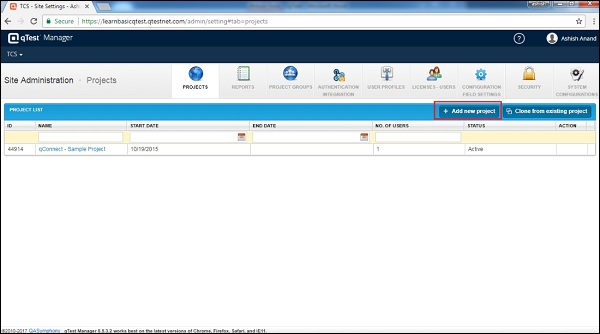 TCS - Site Settings - Ash
Secure https://learnbasicqtest.qtestnet.com/admin/setting#tab=projects
qTest Manager
Ashish Anand
TCS
Site Administration Projects
PROJECTS
REPORTS
PROJECT GROUPS
AUTHENTICATION INTEGRATION
USER PROFILES
LICENSES - USERS
CONFIGURATION FIELD SETTINGS
SECURITY
SYSTEM CONFIGURATIONS
PROJECT LIST
+ Add new project
Clone from existing project
ID NAME START DATE END DATE NO. OF USERS STATUS ACTION
44914 qConnect - Sample Project 10/19/2015 1 Active
©2010-2017 QASymphony qTest Manager 8.5.3.2 works best on the latest versions of Chrome, Firefox, Safari, and IE11.